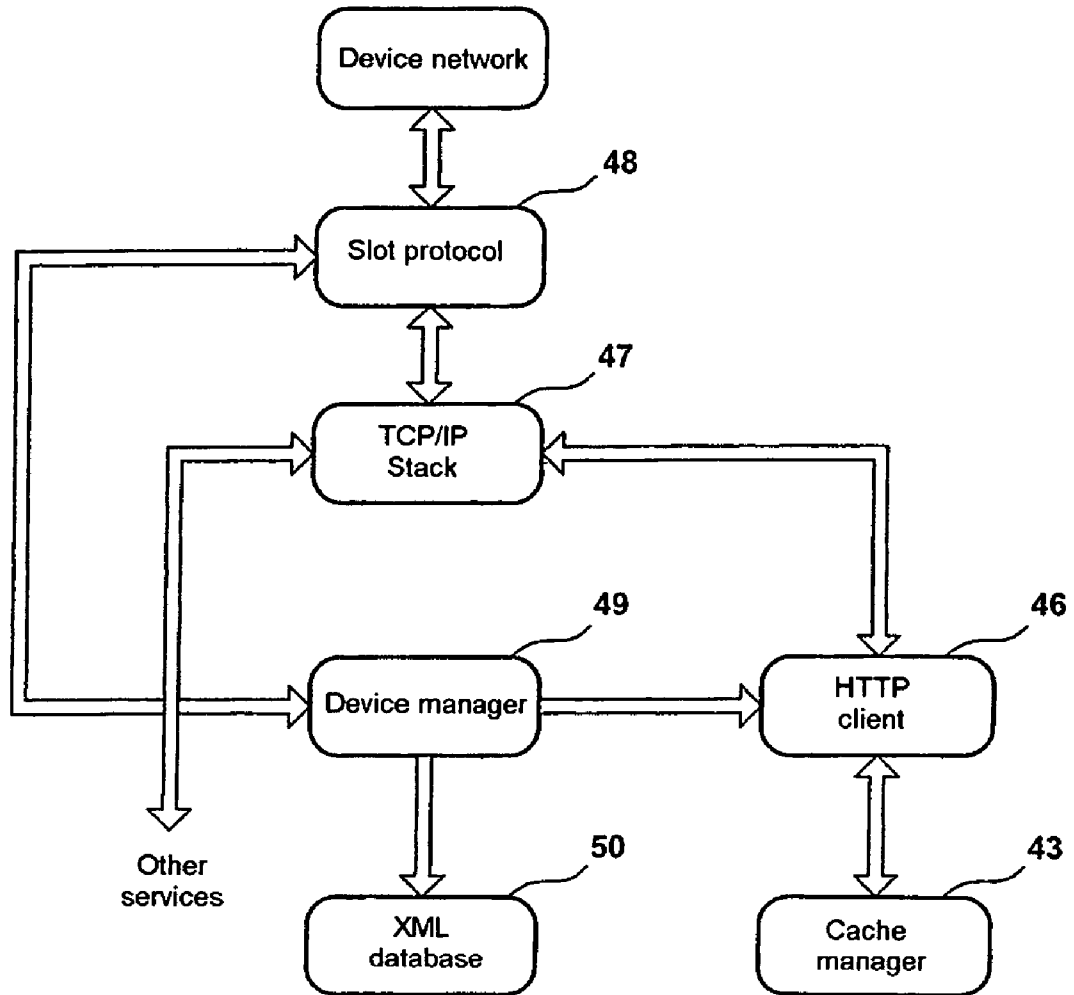 Device network
48
Slot protocol
47
TCP/IP
Stack
49
Device manager
46
HTTP
client
Other
services
50
XML
database
43
Cache
manager